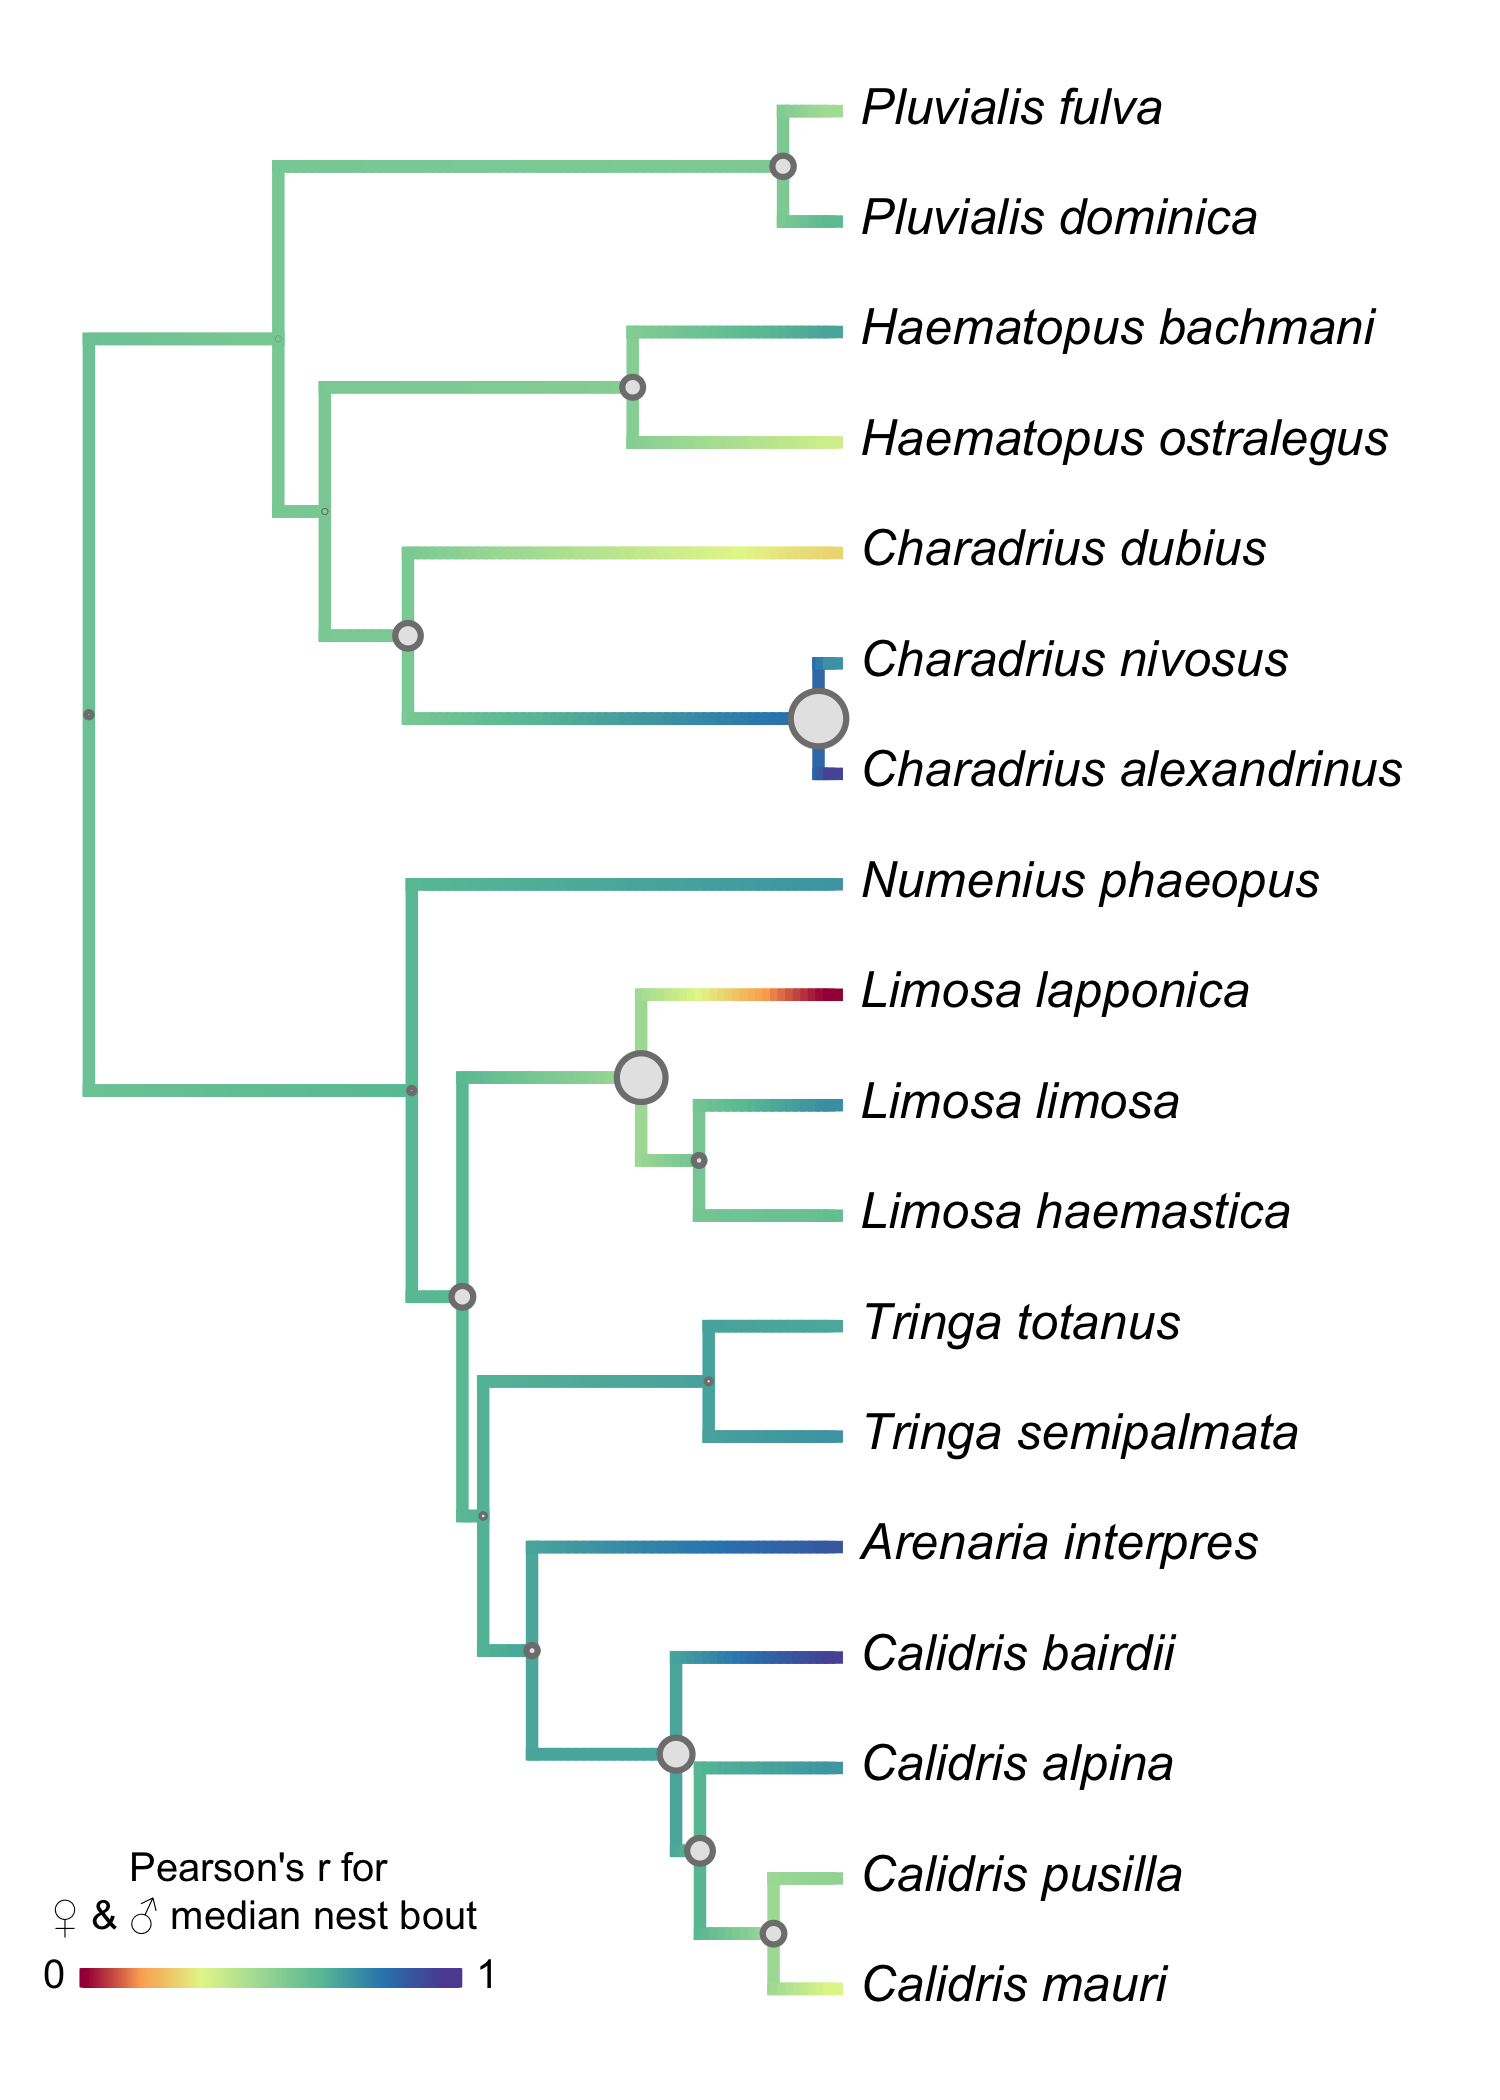 Pluvialis fulva
Pluvialis dominica
Haematopus bachmani
Haematopus ostralegus
Charadrius dubius
Charadrius nivosus
Charadrius alexandrinus
Numenius phaeopus
Limosa lapponica
Limosa limosa
Limosa haemastica
Tringa totanus
Tringa semipalmata
Arenaria interpres
Calidris bairdii
Calidris alpina
Calidris pusilla
Calidris mauri
Pearson's r for
♀ & ♂ median nest bout
0 1